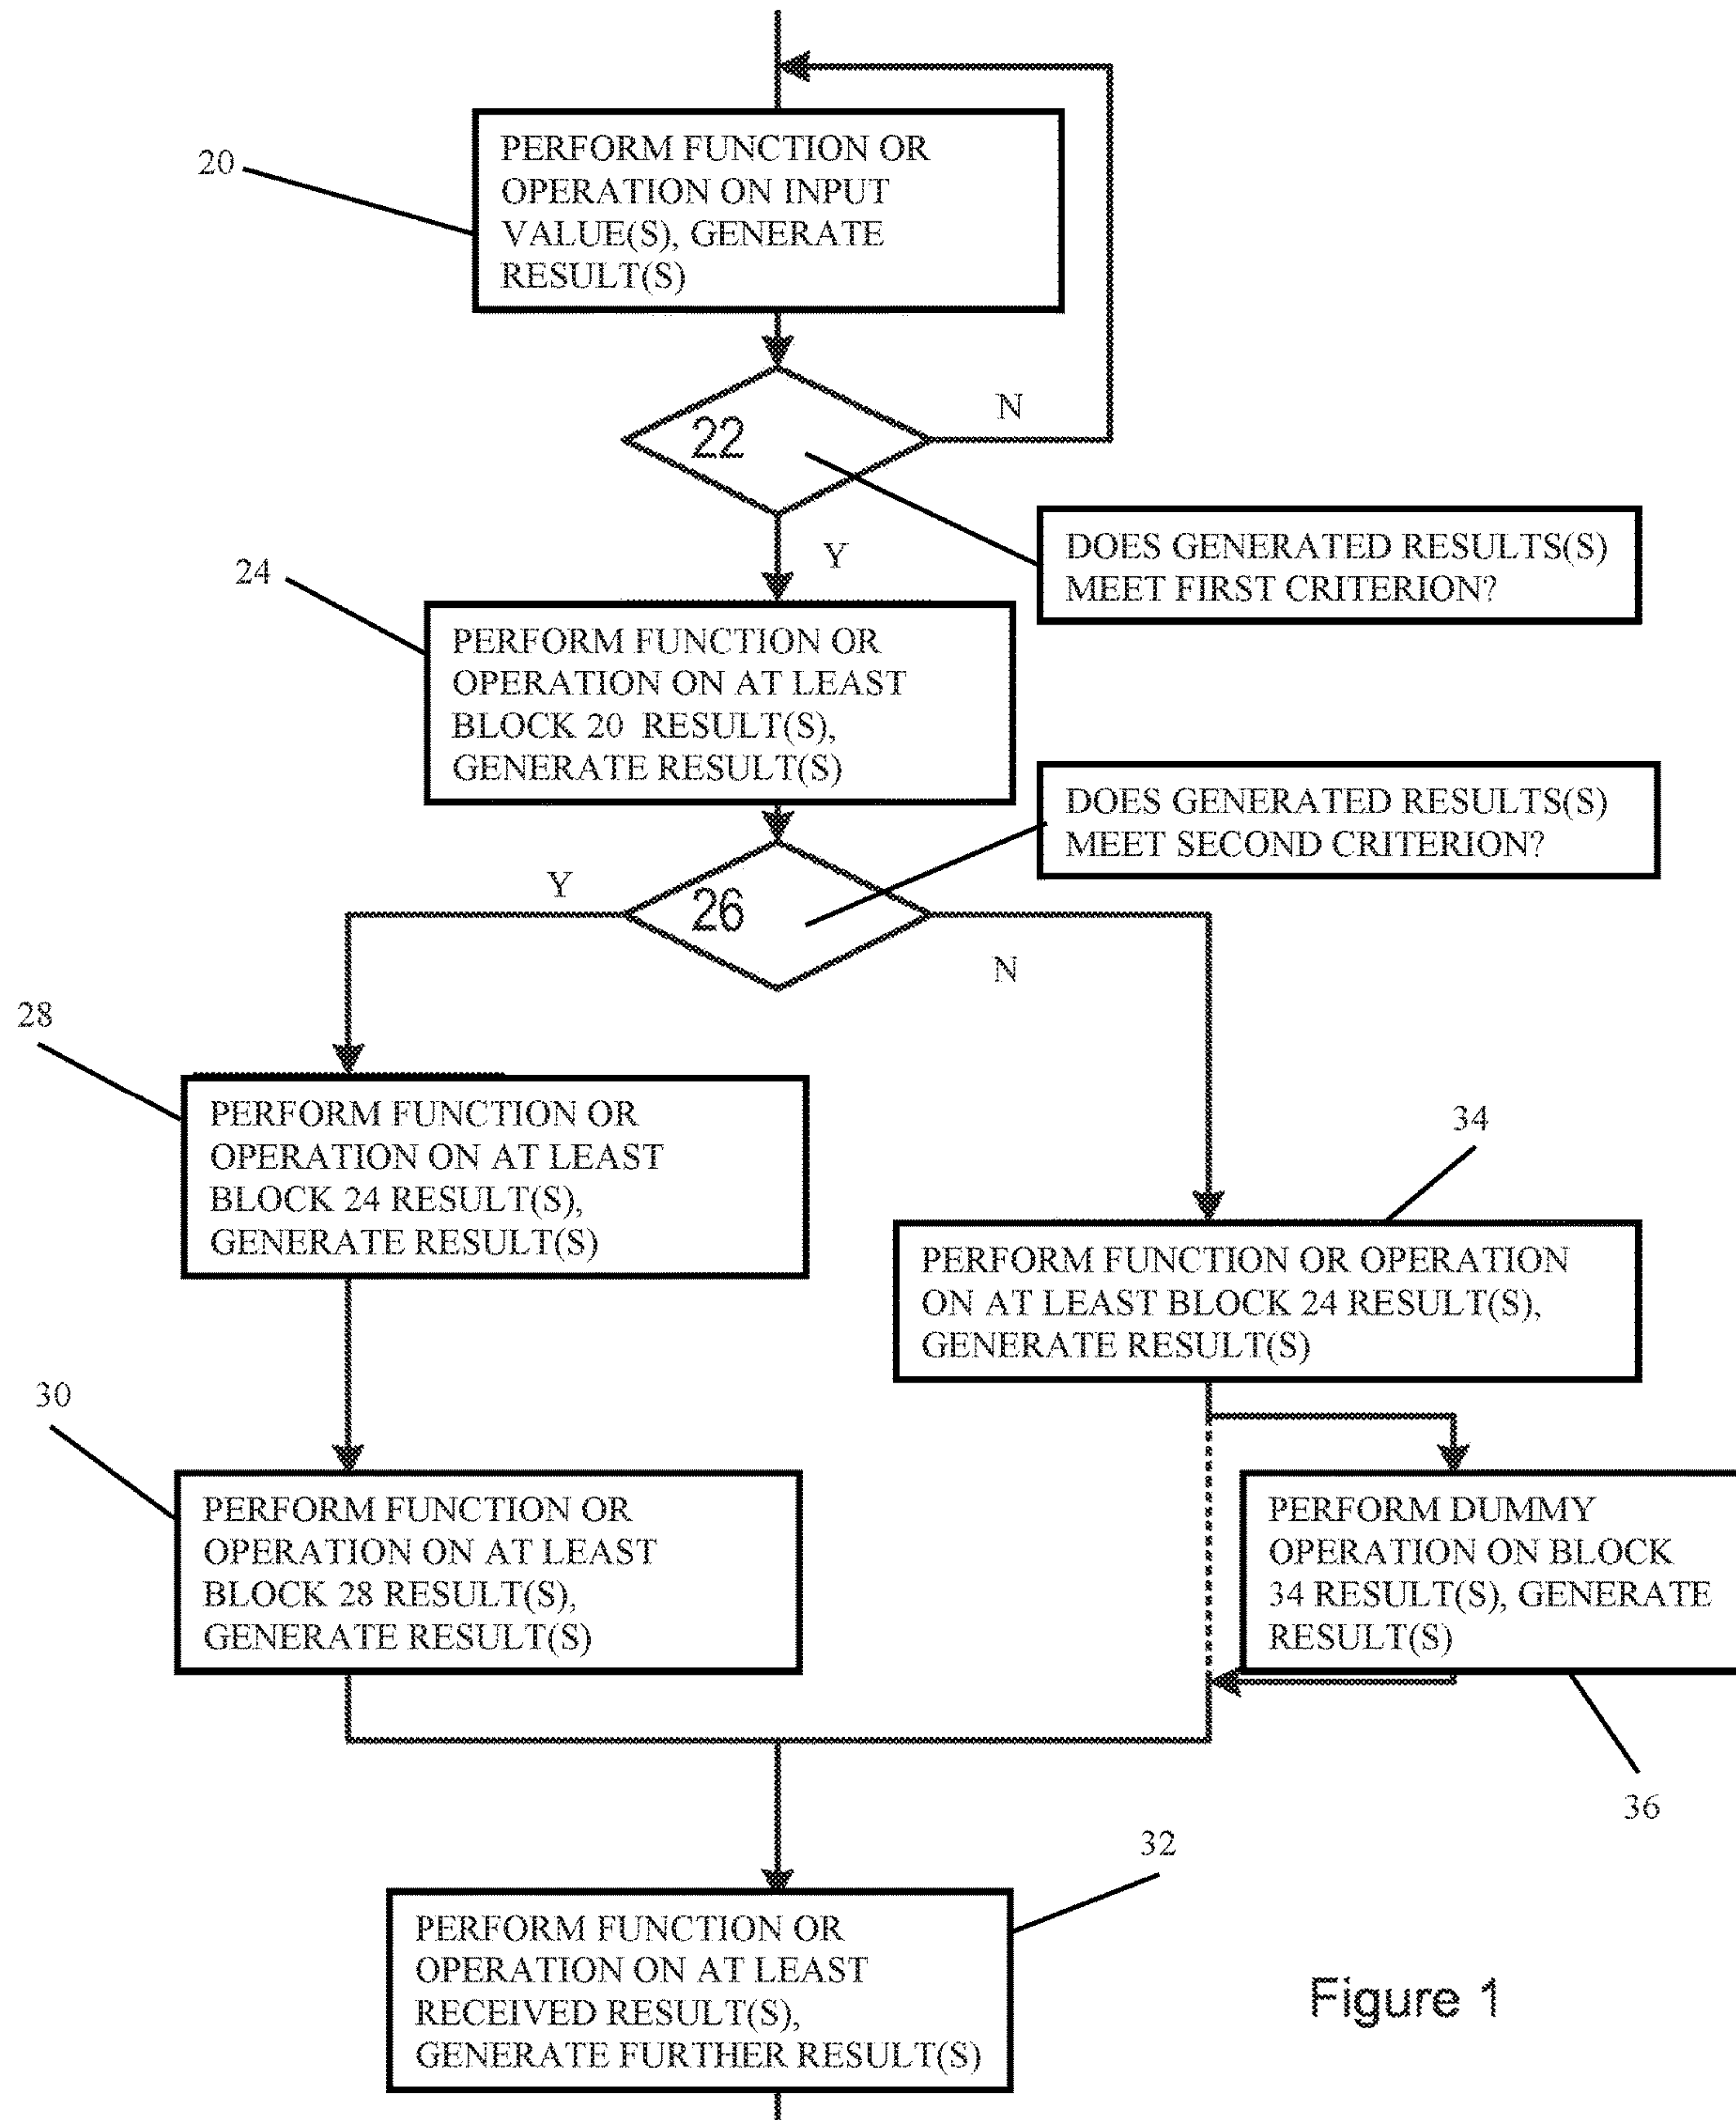 20
PERFORM FUNCTION OR
OPERATION ON INPUT
VALUE(S), GENERATE
RESULT(S)
22
N
Y
DOES GENERATED RESULTS(S)
MEET FIRST CRITERION?
24
PERFORM FUNCTION OR
OPERATION ON AT LEAST
BLOCK 20 RESULT(S),
GENERATE RESULT(S)
DOES GENERATED RESULTS(S)
MEET SECOND CRITERION?
Y
26
N
28
PERFORM FUNCTION OR
OPERATION ON AT LEAST
BLOCK 24 RESULT(S),
GENERATE RESULT(S)
34
PERFORM FUNCTION OR OPERATION
ON AT LEAST BLOCK 24 RESULT(S),
GENERATE RESULT(S)
30
PERFORM FUNCTION OR
OPERATION ON AT LEAST
BLOCK 28 RESULT(S),
GENERATE RESULT(S)
PERFORM DUMMY
OPERATION ON BLOCK
34 RESULT(S), GENERATE
RESULT(S)
36
32
PERFORM FUNCTION OR
OPERATION ON AT LEAST
RECEIVED RESULT(S),
GENERATE FURTHER RESULT(S)
Figure 1